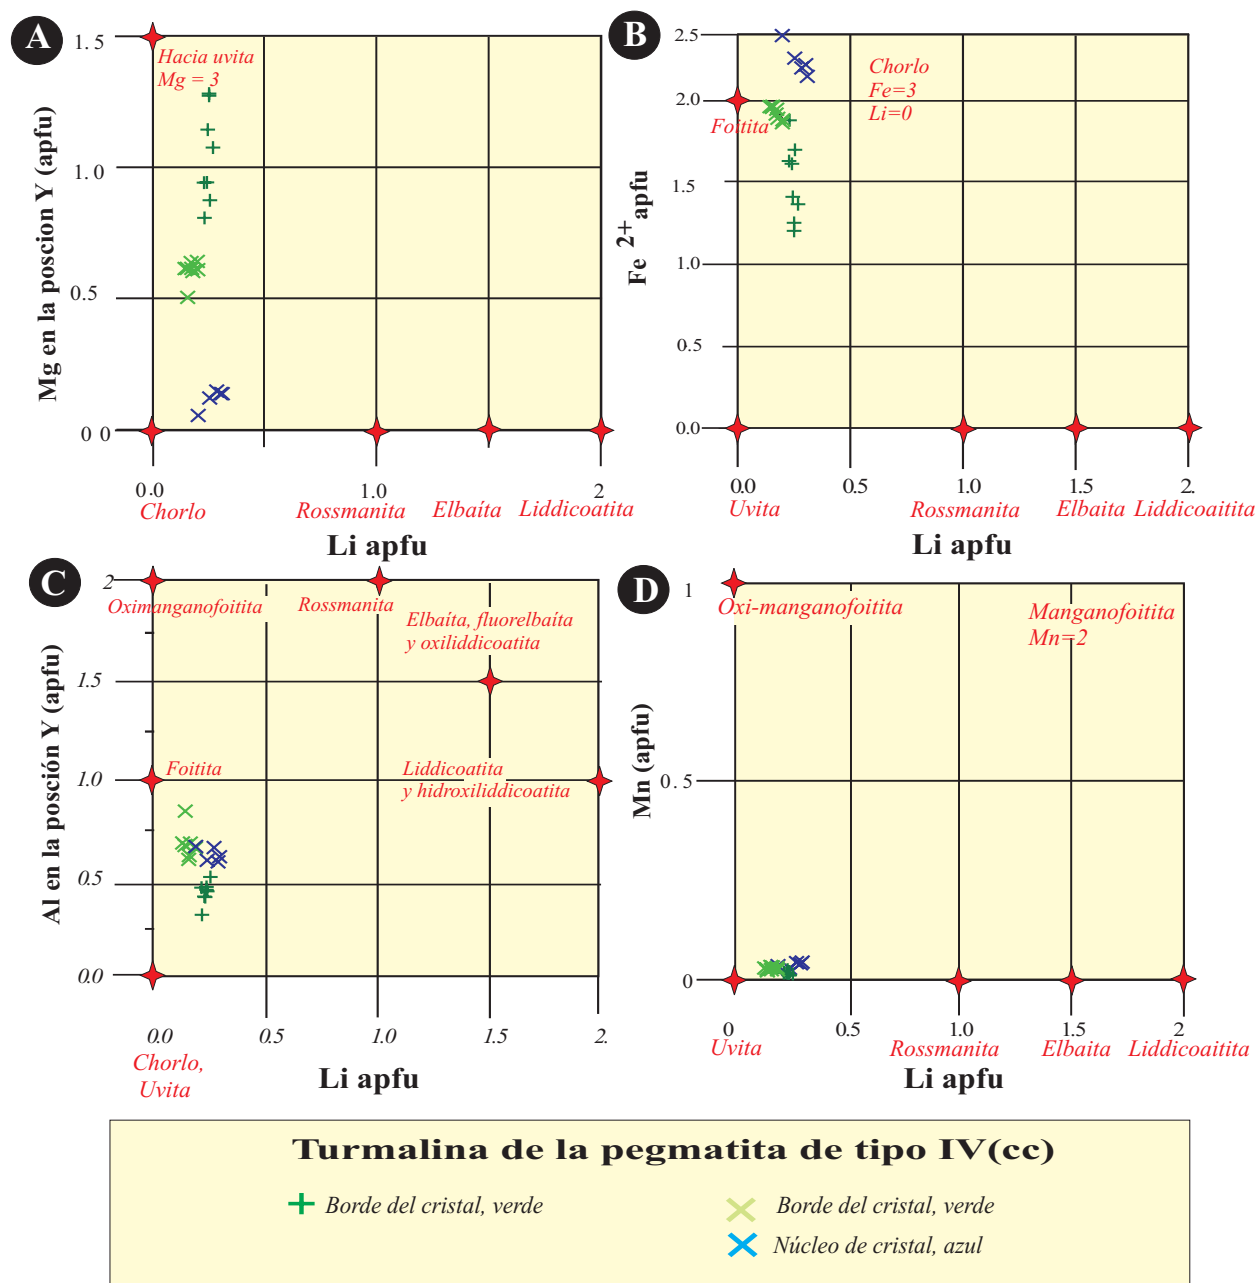 A
1.5
Hacia uvita
Mg = 3
1.0
0.5
0 0
Mg en la poscion Y (apfu)
0.0
1.0
2
Chorlo
Rossmanita
Elbaíta
Liddicoatita
Li apfu
B
2.5
Chorlo
Fe=3
Li=0
2.0
Foitita
1.5
1.0
0.5
0.0
Fe 2+ apfu
0.0
0.5
1.0
1.5
2.
Uvita
Rossmanita
Elbaita
Liddicoaitita
Li apfu
C
2
Oximanganofoitita
Rossmanita
Elbaíta, fluorelbaíta
y oxiliddicoatita
1.5
Foitita
1.0
Liddicoatita
y hidroxiliddicoatita
0.5
0.0
Al en la posción Y (apfu)
0.0
0.5
1.0
1.5
2.
Chorlo,
Uvita
Li apfu
D
1
Oxi-manganofoitita
Manganofoitita
Mn=2
0.5
0
Mn (apfu)
0
0.5
1.0
1.5
2
Uvita
Rossmanita
Elbaita
Liddicoaitita
Li apfu
Turmalina de la pegmatita de tipo IV(cc)
Borde del cristal, verde
Borde del cristal, verde
Núcleo de cristal, azul